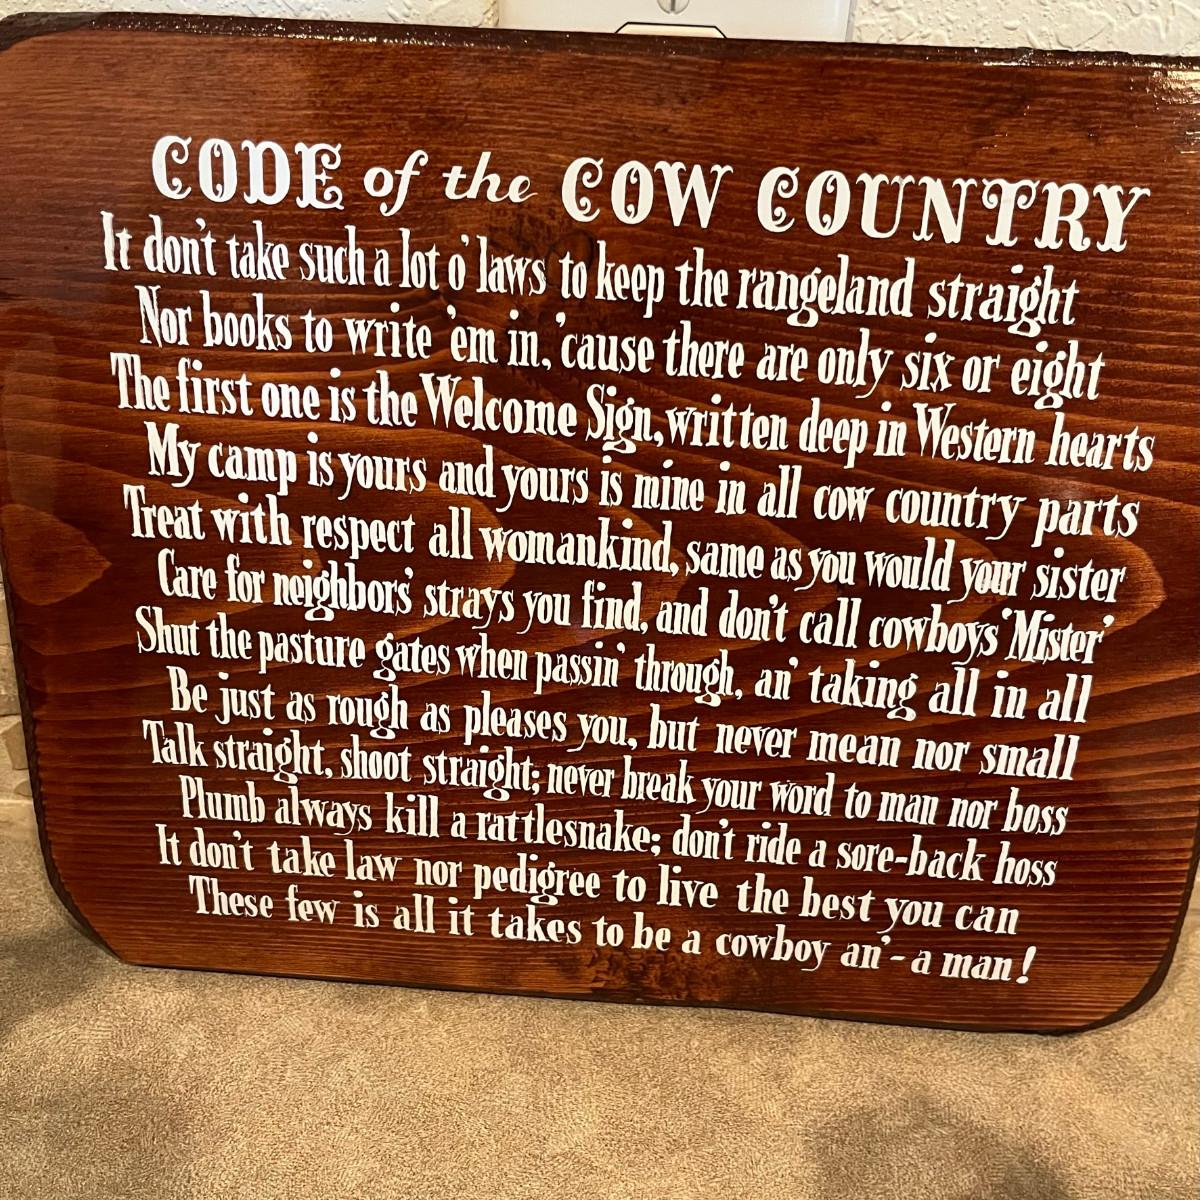 CODE of the COW COUNTRY
It don't take such a lot o' laws to keep the rangeland straight
Nor books to write 'em in, 'cause there are only six or eight
The first one is the Welcome Sign, written deep in Western hearts
My camp is yours and yours is mine in all cow country parts
Treat with respect all womankind, same as you would your sister
Care for neighbors' strays you find, and don't call cowboys 'Mister'
Shut the pasture gates when passin' through, an' taking all in all
Be just as rough as pleases you, but never mean nor small
Talk straight, shoot straight; never break your word to man nor boss
Plumb always kill a rattlesnake; don't ride a sore-back hoss
It don't take law nor pedigree to live the best you can
These few is all it takes to be a cowboy an' - a man!